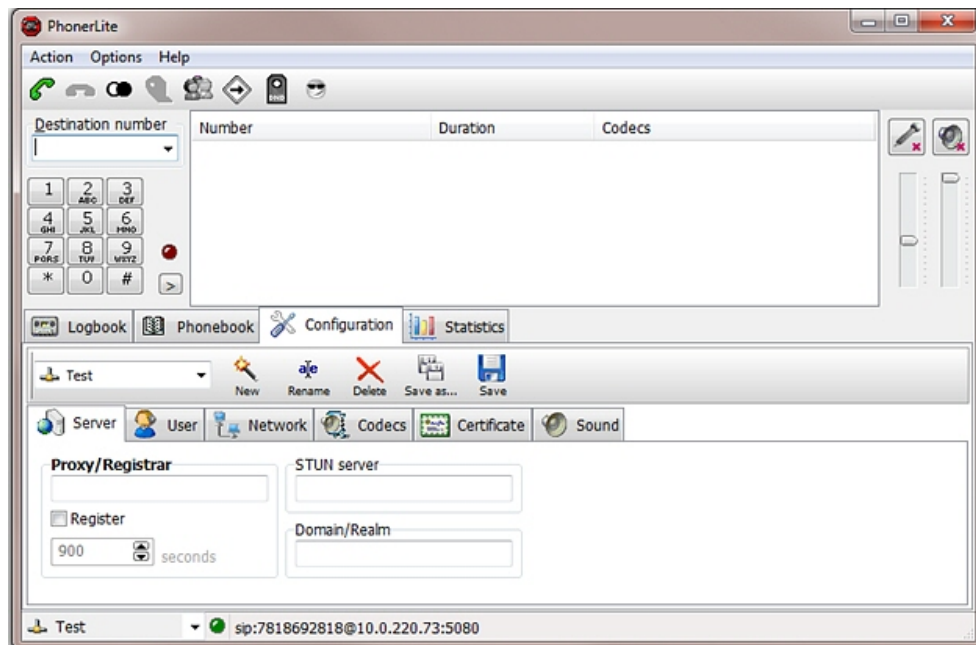 PhonerLite
Action Options Help
DND
Destination number
Number Duration Codecs
1 2 ABC 3 DEF
4 GHI 5 JKL 6 MNO
7 PQRS 8 TUV 9 WXYZ
* 0 # >
Logbook Phonebook Configuration Statistics
Test
New Rename Delete Save as... Save
Server User Network Codecs Certificate Sound
Proxy/Registrar STUN server
Register
Domain/Realm
900 seconds
Test sip:7818692818@10.0.220.73:5080